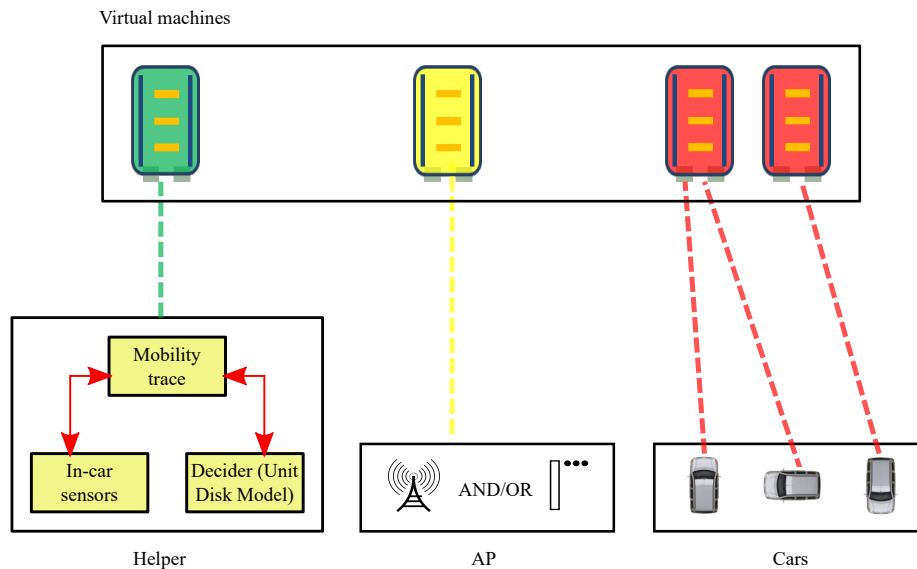 Virtual machines
Mobility
trace
In-car
sensors
Decider (Unit
Disk Model)
AND/OR
Helper
AP
Cars